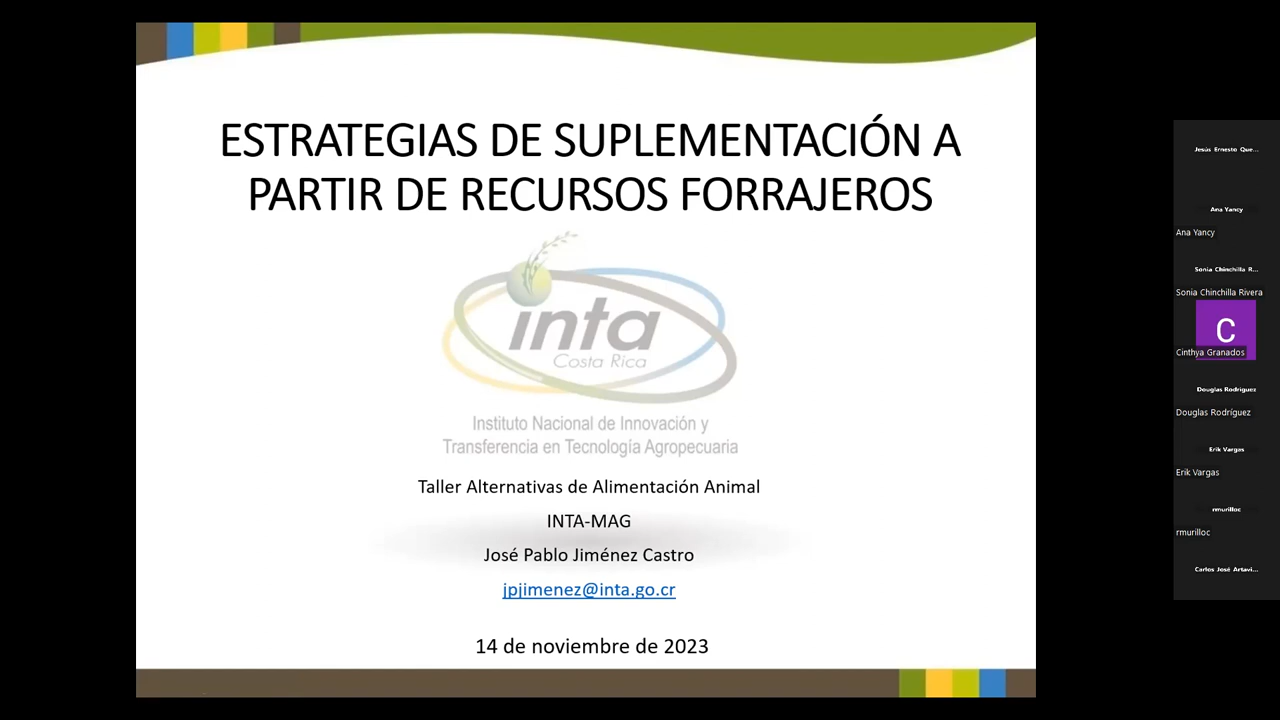 ESTRATEGIAS DE SUPLEMENTACIÓN A
PARTIR DE RECURSOS FORRAJEROS
inta
Costa Rica
Instituto Nacional de Innovación y
Transferencia en Tecnología Agropecuaria
Taller Alternativas de Alimentación Animal
INTA-MAG
José Pablo Jiménez Castro
jpjimenez@inta.go.cr
14 de noviembre de 2023
Jesús Ernesto Que...
Ana Yancy
Ana Yancy
Sonia Chinchilla R...
Sonia Chinchilla Rivera
C
Cinthya Granados
Douglas Rodríguez
Douglas Rodríguez
Erik Vargas
Erik Vargas
rmurilloc
rmurilloc
Carlos José Artavi...